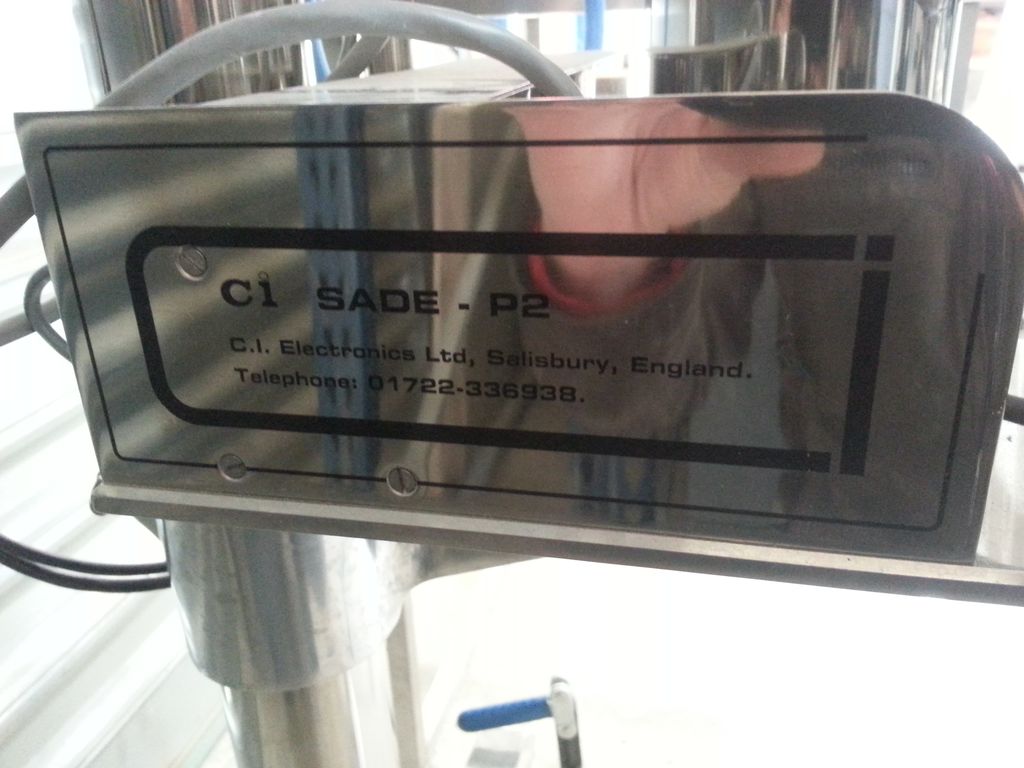 Ci SADE - P2
C.I. Electronics Ltd, Salisbury, England.
Telephone: 01722-336938.